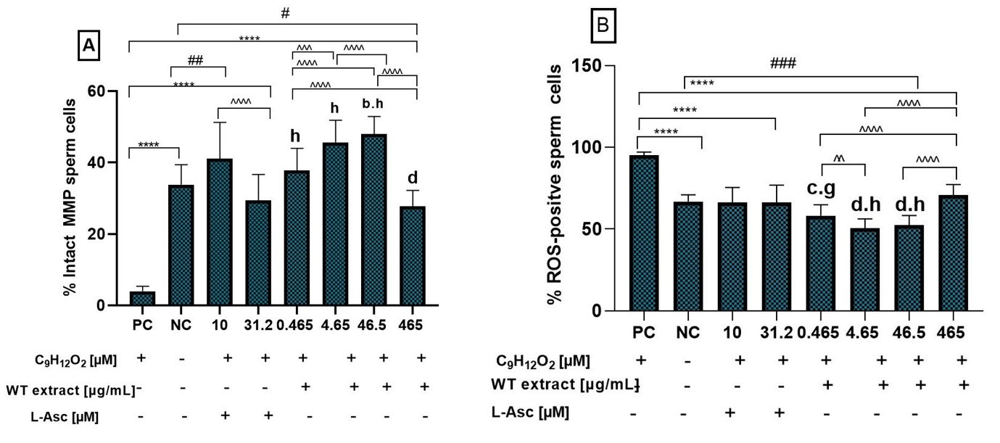 #
****
A
^^^ ^^^^
##
^^^^
^^^^
****
^^^^
60
^^^^
b.h
h
h
****
40
d
20
0
% Intact MMP sperm cells
PC NC 10 31.2 0.465 4.65 46.5 465
C₉H₁₂O₂ [µM] + - + + + + + +
WT extract [µg/mL]- - - - + + + +
L-Asc [µM] - - + + - - - -
B
###
150
****
^^^^
****
^^^^
****
100
^^ ^^^^
c.g
d.h d.h
50
0
% ROS-positve sperm cells
PC NC 10 31.2 0.465 4.65 46.5 465
C₉H₁₂O₂ [µM] + - + + + + + +
WT extract [µg/mL]- - - - + + + +
L-Asc [µM] - - + + - - - -